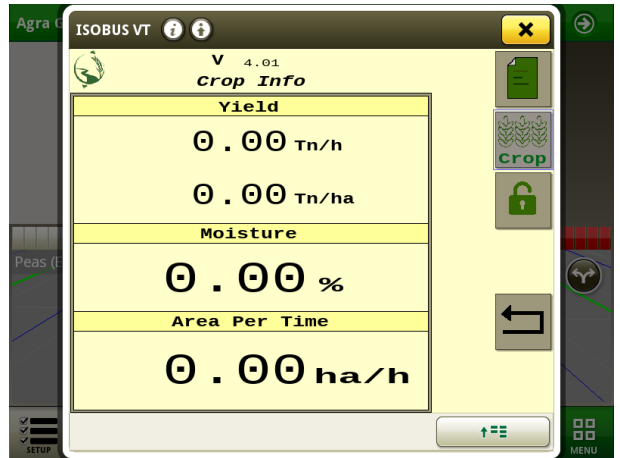 Agra G
ISOBUS VT
V 4.01
Crop Info
Yield
0.00 Tn/h
0.00 Tn/ha
Moisture
0.00 %
Area Per Time
0.00 ha/h
Crop
Peas (E
SETUP
MENU